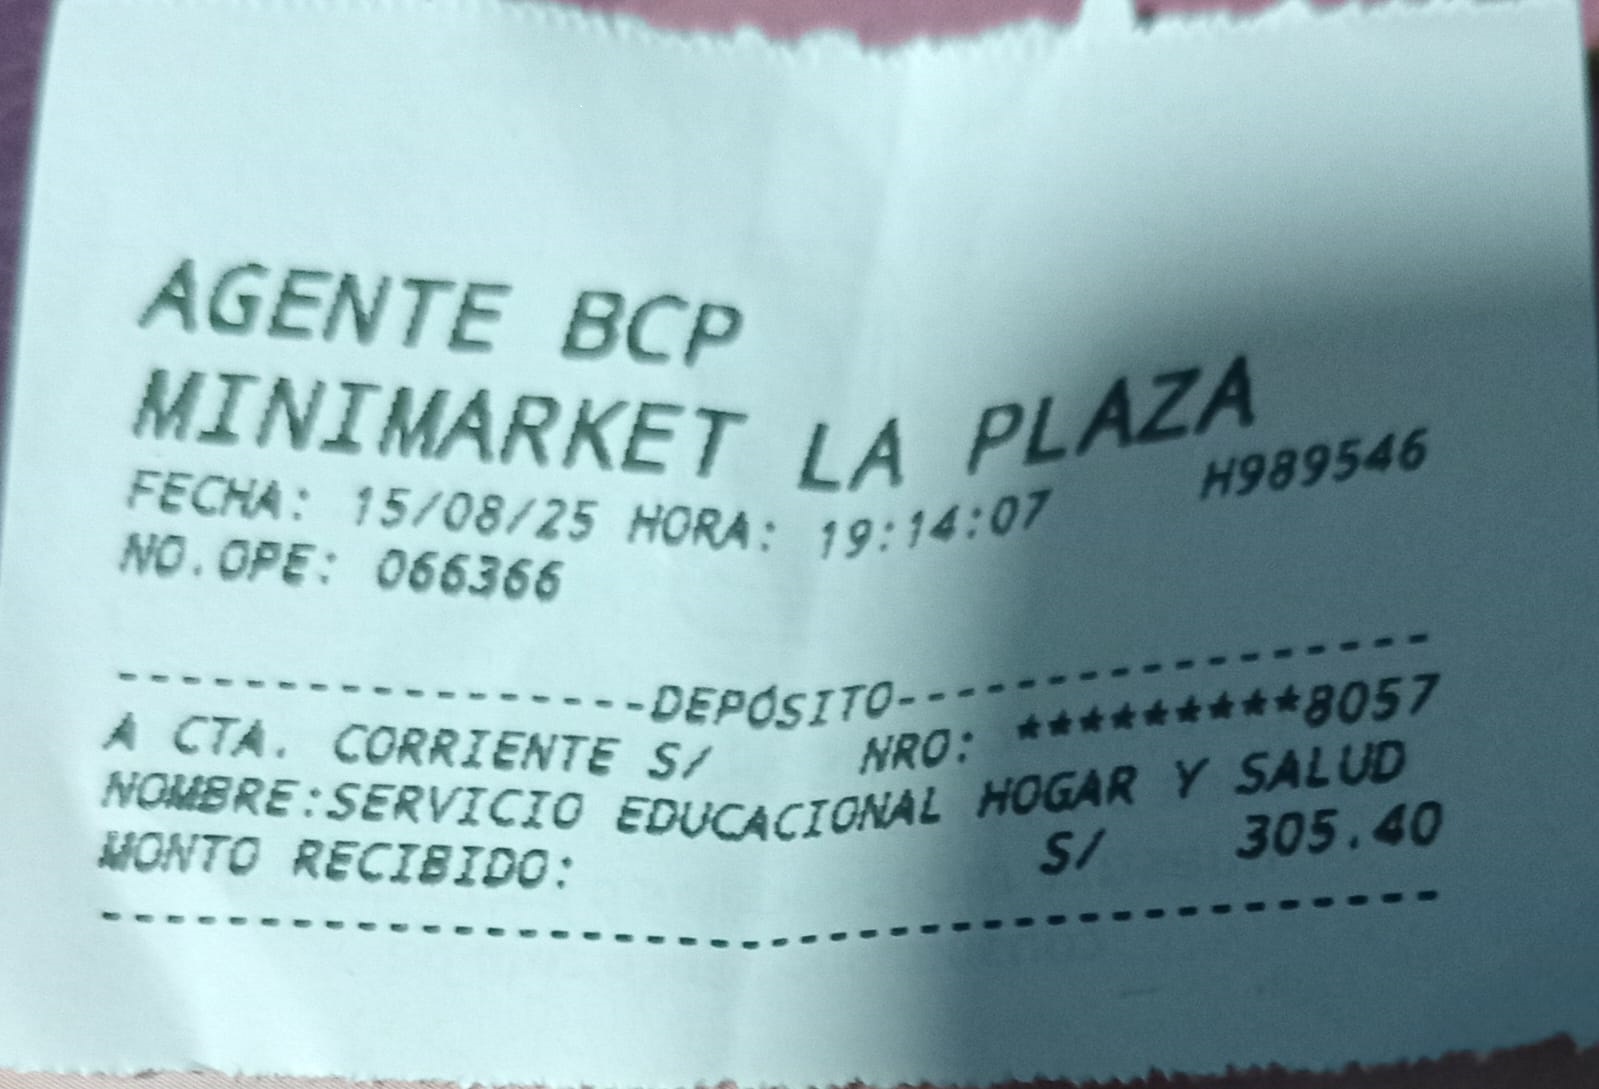 AGENTE BCP
MINIMARKET LA PLAZA
FECHA: 15/08/25 HORA: 19:14:07 H989546
NO.OPE: 066366
------------------DEPÓSITO------------------
A CTA. CORRIENTE S/ NRO: *********8057
NOMBRE:SERVICIO EDUCACIONAL HOGAR Y SALUD
MONTO RECIBIDO: S/ 305.40
--------------------------------------------